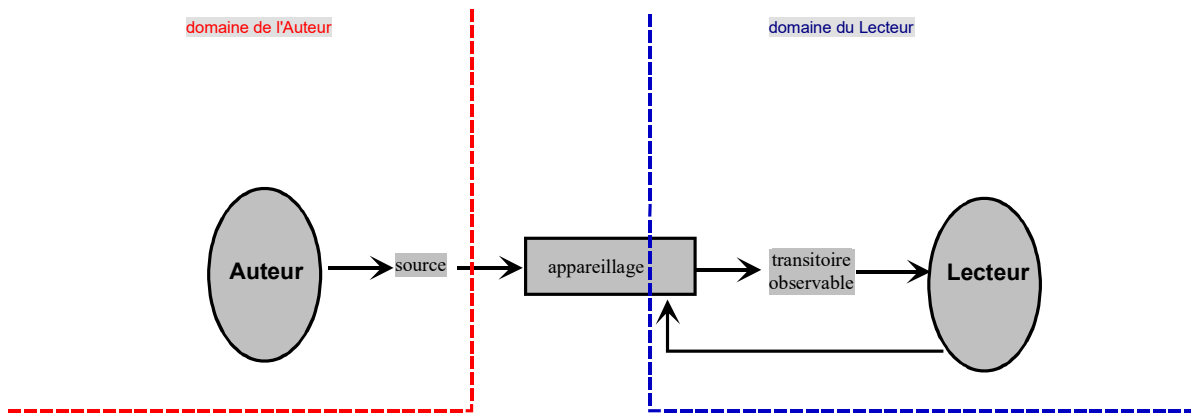 domaine de l'Auteur
domaine du Lecteur
Auteur
source
appareillage
transitoire
observable
Lecteur